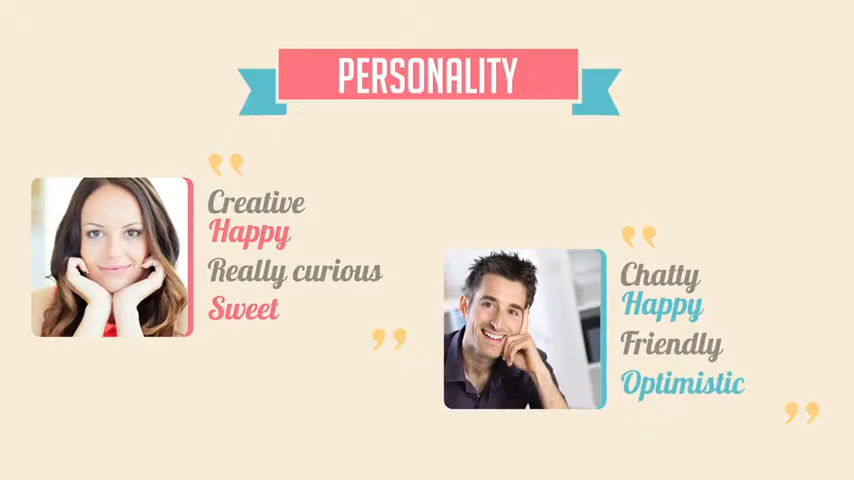 PERSONALITY
Creative
Happy
Really curious
Sweet
Chatty
Happy
Friendly
Optimistic